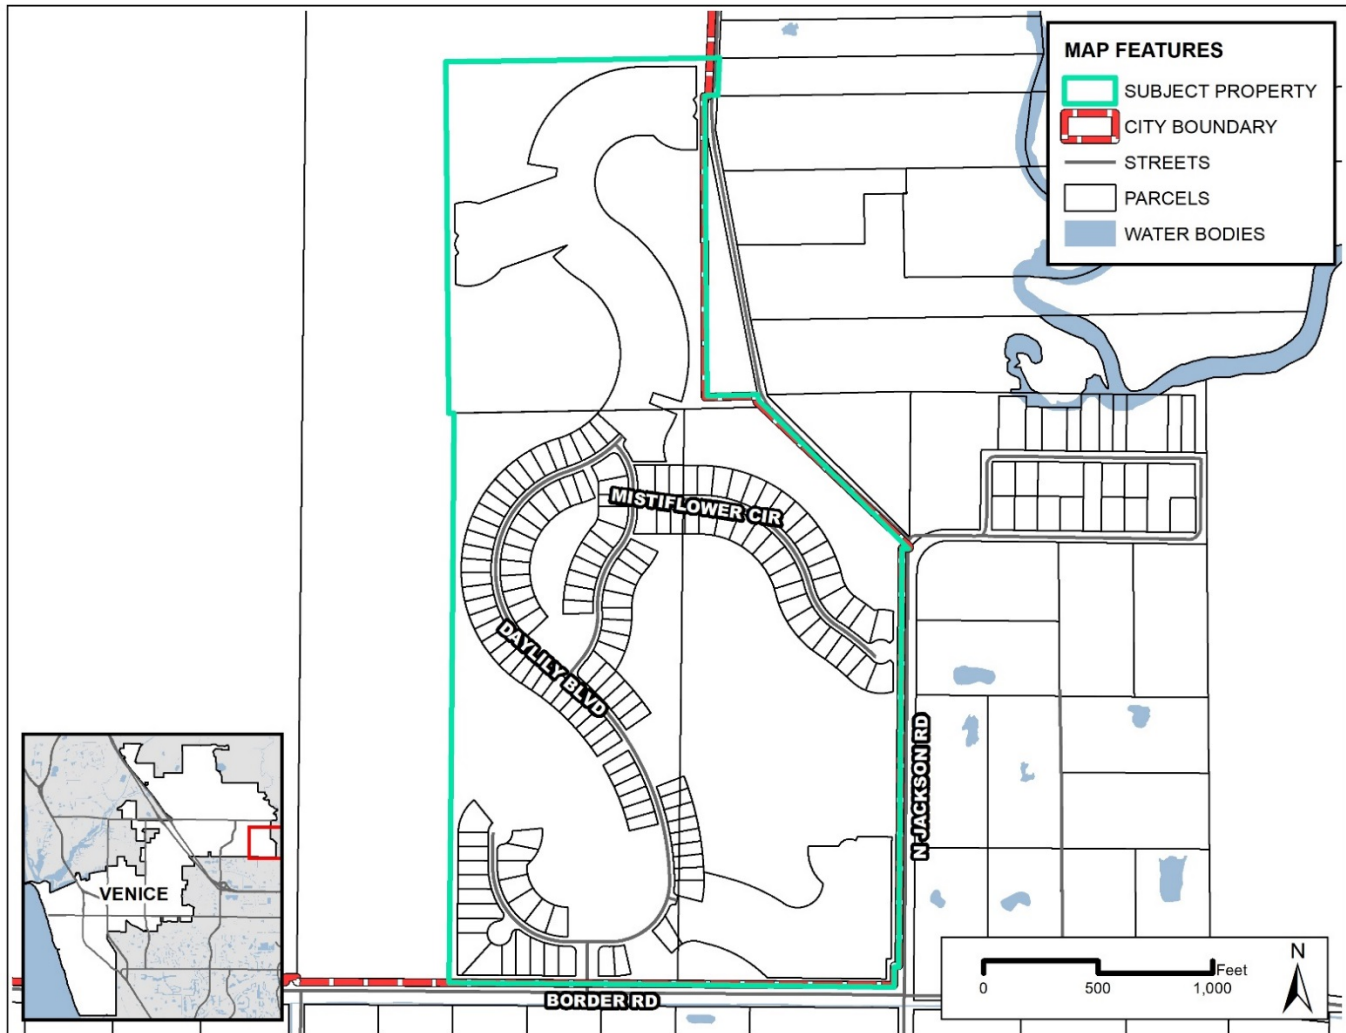 MAP FEATURES
SUBJECT PROPERTY
CITY BOUNDARY
STREETS
PARCELS
WATER BODIES
MISTIFLOWER CIR
DAYLILY BLVD
N JACKSON RD
VENICE
BORDER RD
N
Feet
0 500 1,000